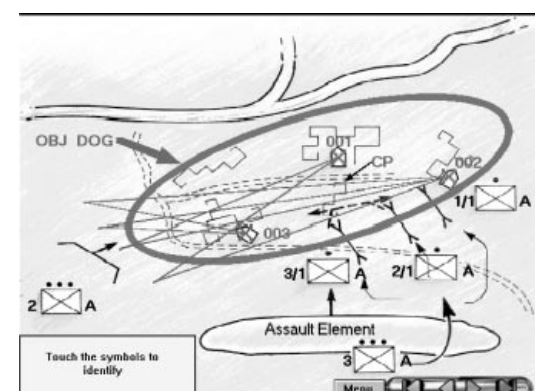 OBJ DOG
001
CP
002
1/1 A
003
3/1 A
2/1 A
2 A
Assault Element
3 A
Touch the symbols to
identify
Menu